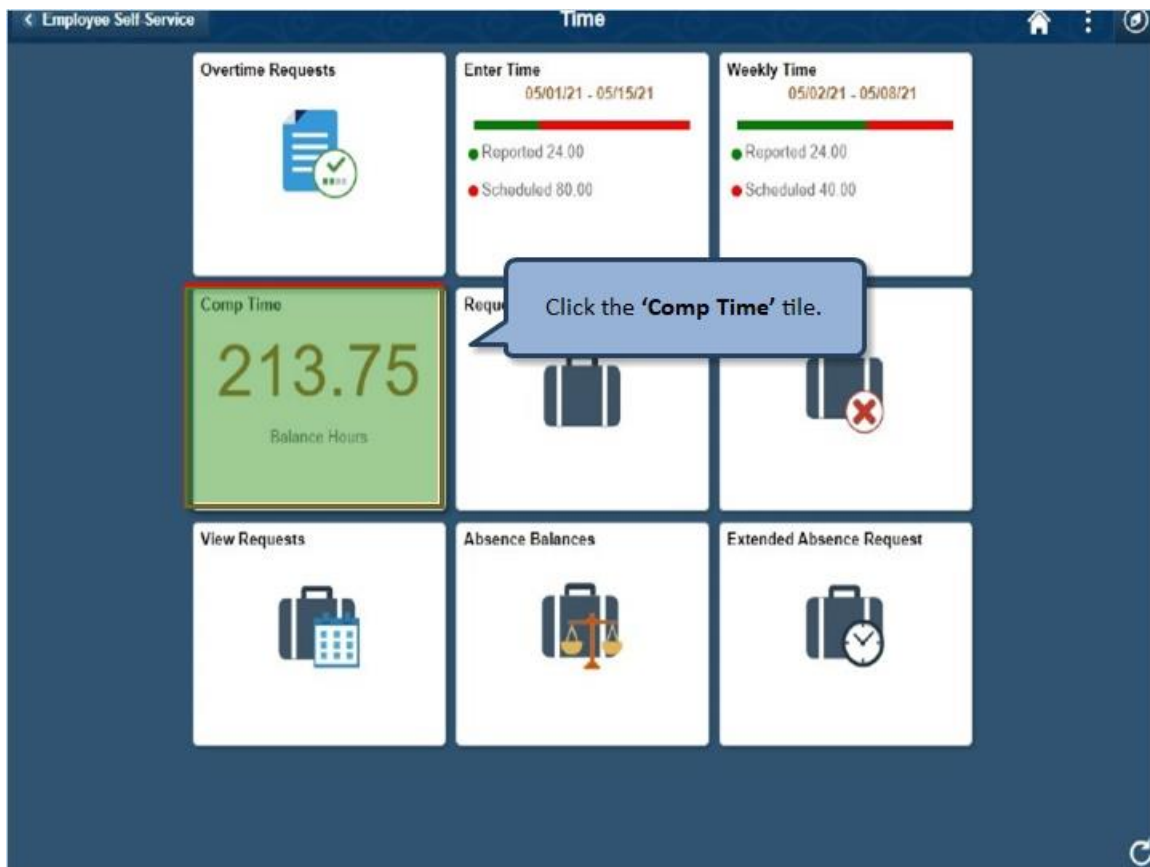 < Employee Self Service
Time
Overtime Requests
Enter Time
05/01/21 - 05/15/21
Reported 24.00
Scheduled 80.00
Weekly Time
05/02/21 - 05/08/21
Reported 24.00
Scheduled 40.00
Comp Time
213.75
Balance Hours
Click the ‘Comp Time’ tile.
View Requests
Absence Balances
Extended Absence Request